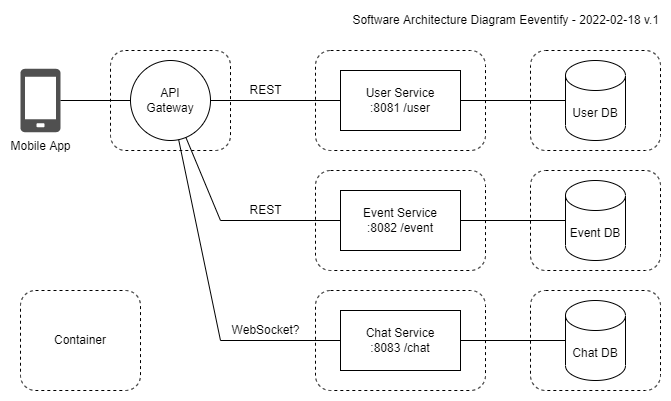 Software Architecture Diagram Eeventify - 2022-02-18 v.1
Mobile App
API
Gateway
REST
User Service
:8081 /user
User DB
REST
Event Service
:8082 /event
Event DB
Container
WebSocket?
Chat Service
:8083 /chat
Chat DB